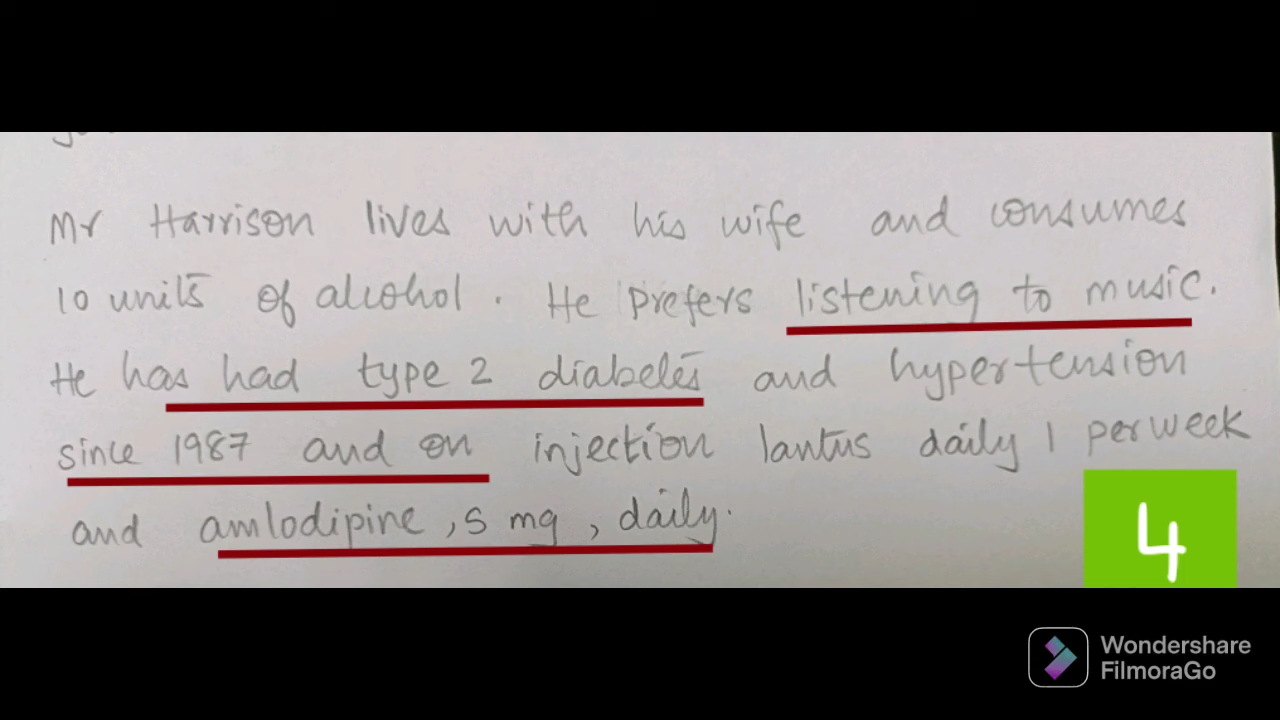 Mr Harrison lives with his wife and consumes
10 units of alcohol. He prefers listening to music.
He has had type 2 diabetes and hypertension
since 1987 and on injection lantus daily 1 per week
and amlodipine, 5 mg, daily.
4
Wondershare
FilmoraGo